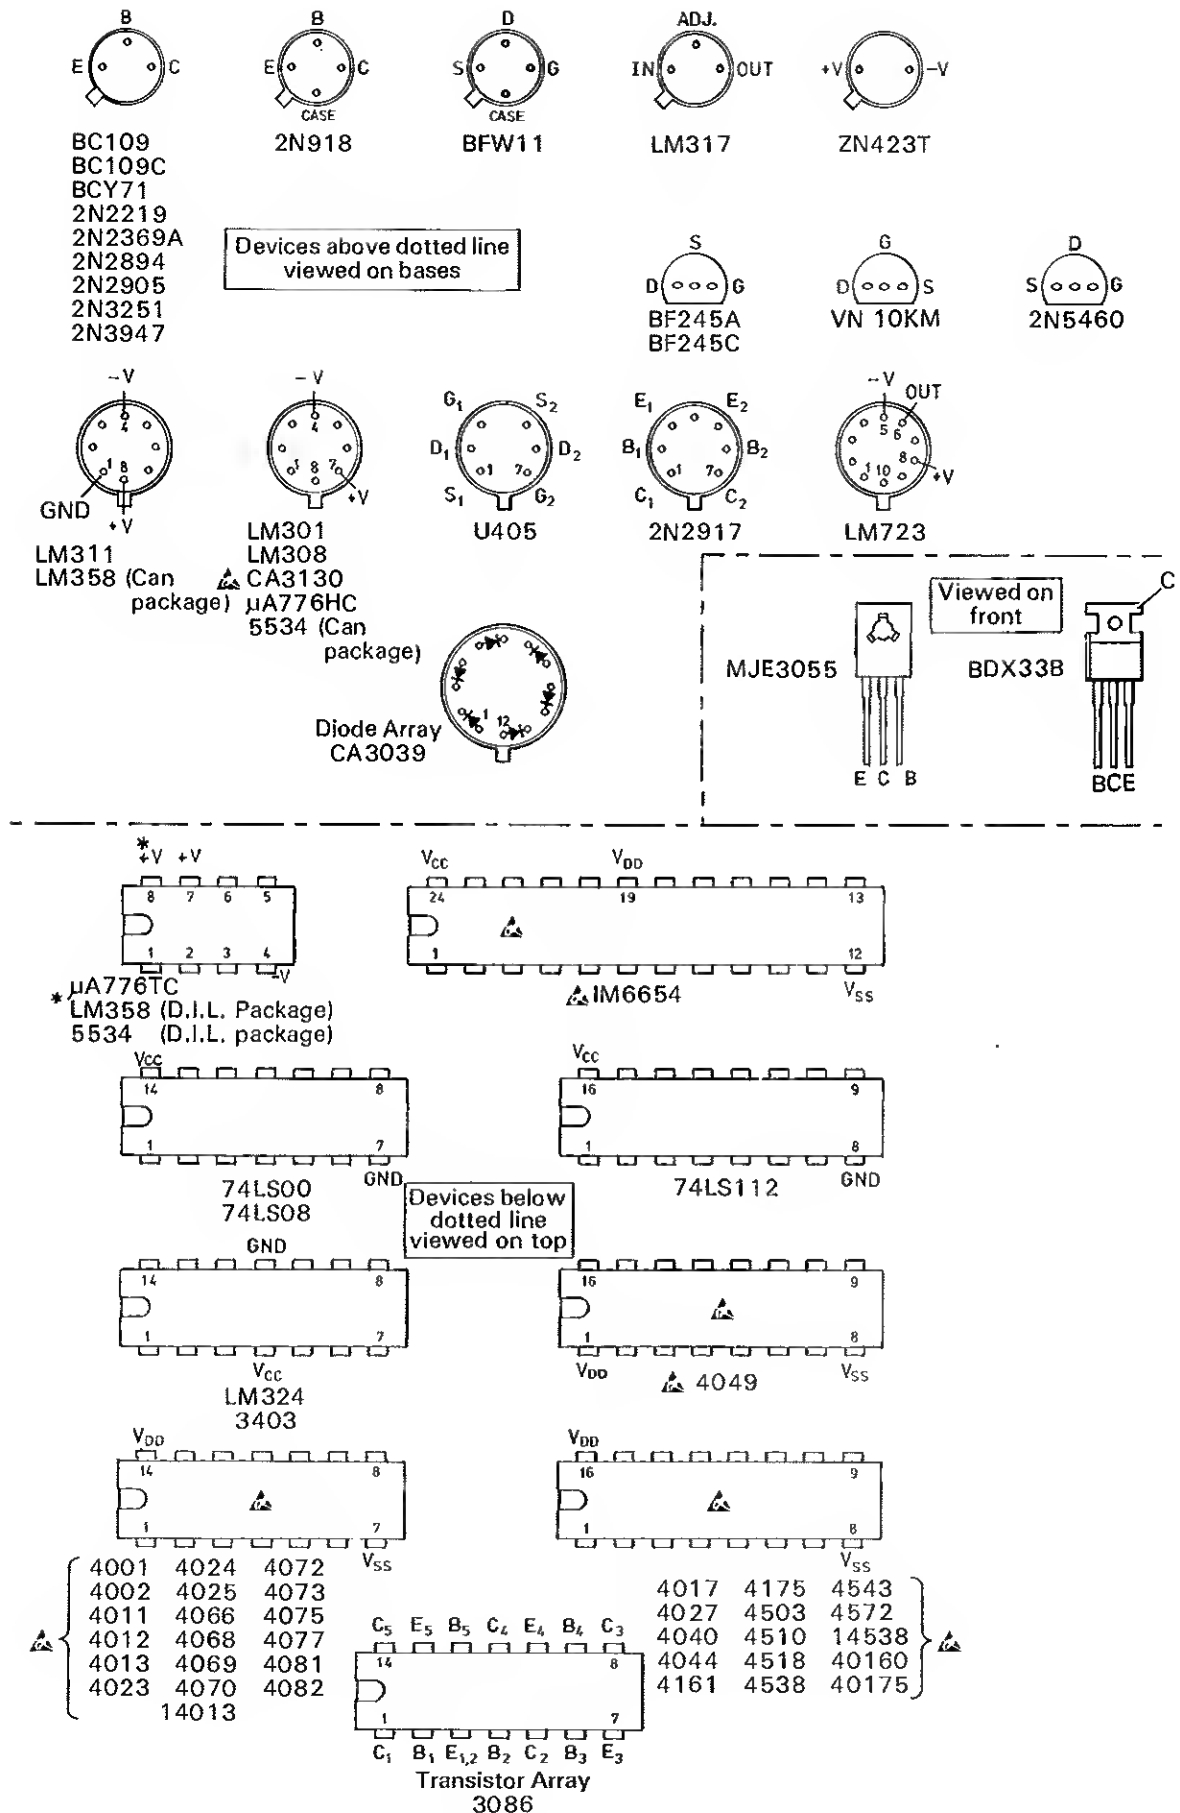 B B D ADJ.
E C E C S G IN OUT +V -V
CASE CASE
BC109 2N918 BFW11 LM317 ZN423T
BC109C
BCY71
2N2219
2N2369A
2N2894
2N2905
2N3251
2N3947
Devices above dotted line
viewed on bases
S G D
D G D S S G
BF245A VN 10KM 2N5460
BF245C
-V -V G1 S2 E1 E2 -V OUT
4 4 D1 D2 B1 B2 5 6
1 8 1 8 7 1 7 1 7 1 10 8
GND +V +V S1 G2 C1 C2 +V
LM311
LM358 (Can
package)
LM301
LM308
CA3130
µA776HC
5534 (Can
package)
U405
2N2917
LM723
1 12
Diode Array
CA3039
Viewed on
front
C
MJE3055 BDX33B
E C B BCE
*
+V +V
8 7 6 5
1 2 3 4
-V
µA776TC
* LM358 (D.I.L. Package)
5534 (D.I.L. package)
VCC VDD
24 19 13
1 12
IM6654 VSS
VCC
14 8
1 7
74LS00 GND
74LS08
VCC
16 9
1 8
74LS112 GND
Devices below
dotted line
viewed on top
GND
14 8
1 7
VCC
LM324
3403
16 9
1 8
VDD 4049 VSS
VDD
14 8
1 7
VSS
4001 4024 4072
4002 4025 4073
4011 4066 4075
4012 4068 4077
4013 4069 4081
4023 4070 4082
14013
VDD
16 9
1 8
VSS
4017 4175 4543
4027 4503 4572
4040 4510 14538
4044 4518 40160
4161 4538 40175
C5 E5 B5 C4 E4 B4 C3
14 8
1 7
C1 B1 E1,2 B2 C2 B3 E3
Transistor Array
3086